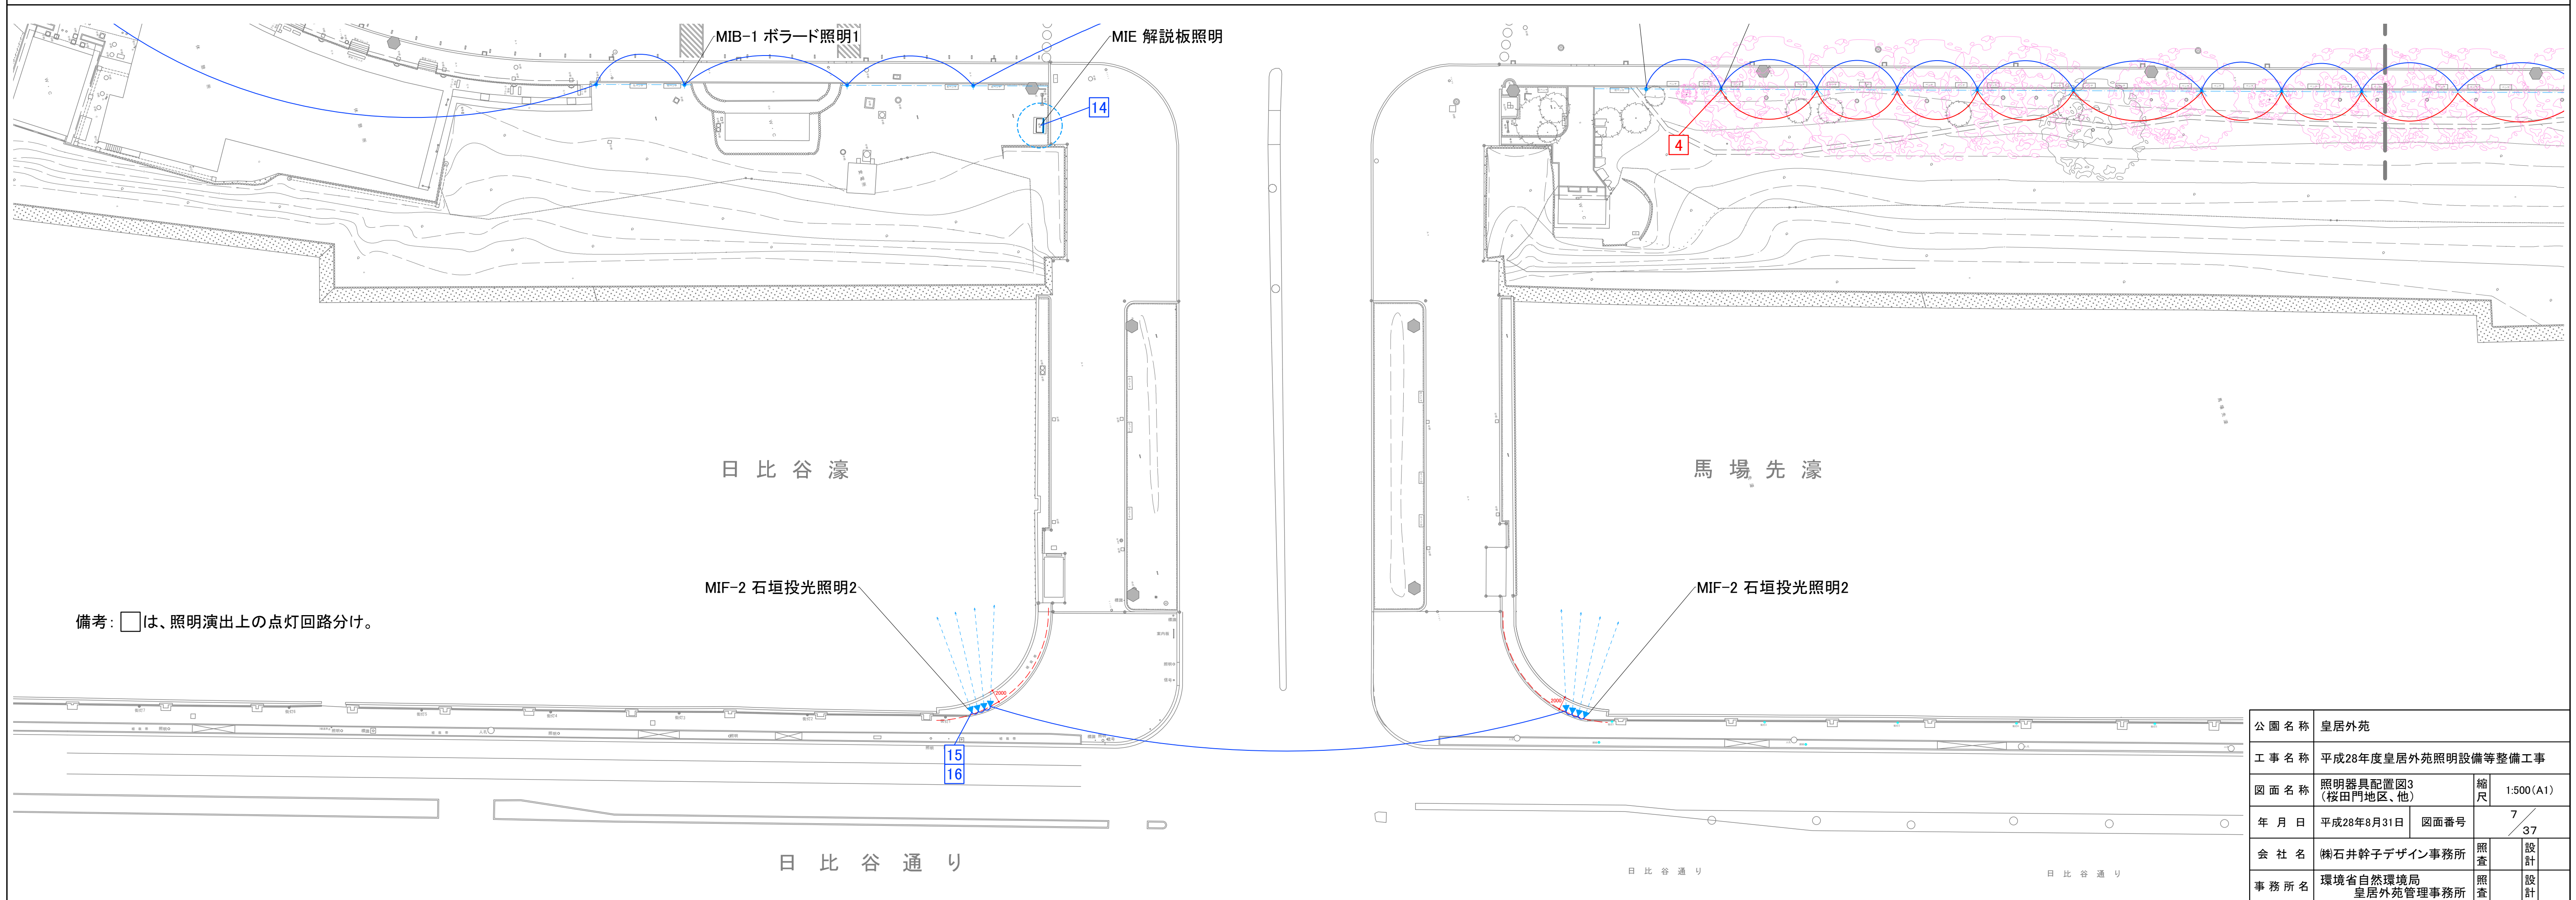 MIB-1 ボラード照明1
MIE 解説板照明
14
4
日比谷濠
馬場先濠
MIF-2 石垣投光照明2
MIF-2 石垣投光照明2
備考: □は、照明演出上の点灯回路分け。
2000
2000
15
16
日比谷通り
日比谷通り
日比谷通り
公園名称 皇居外苑
工事名称 平成28年度皇居外苑照明設備等整備工事
図面名称 照明器具配置図3
(桜田門地区、他)
縮尺 1:500(A1)
年月日 平成28年8月31日 図面番号 7/37
会社名 ㈱石井幹子デザイン事務所 照査 設計
事務所名 環境省自然環境局
皇居外苑管理事務所 照査 設計